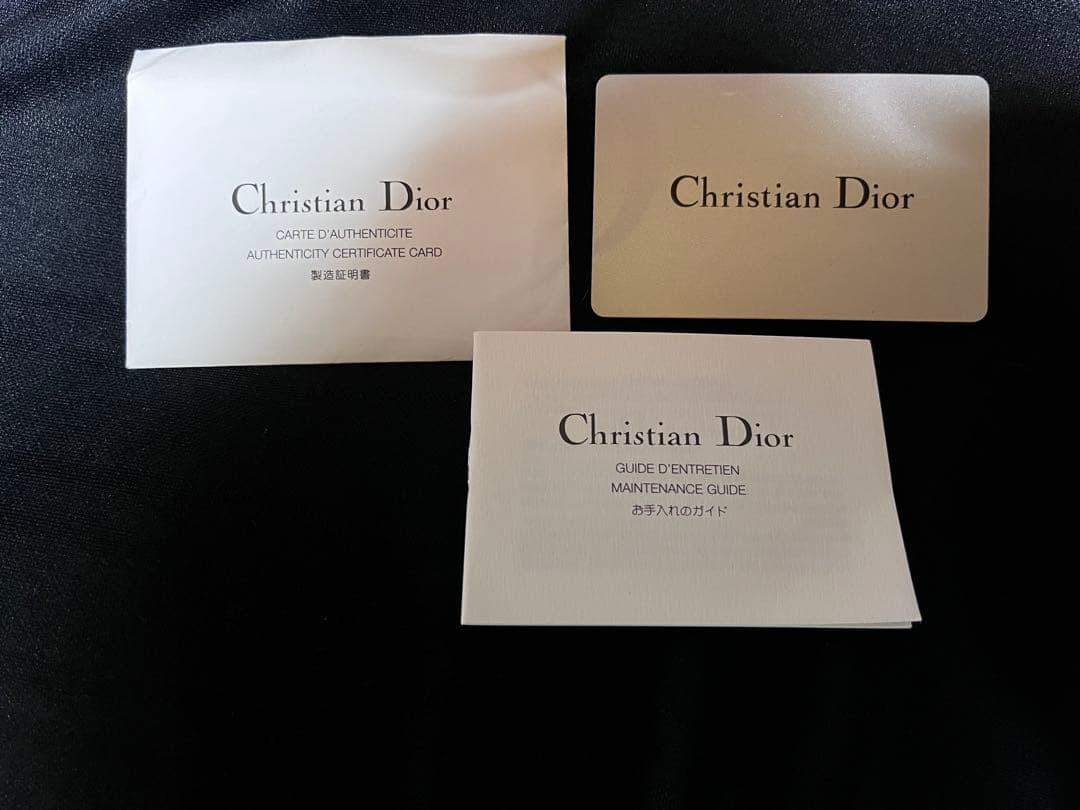 Christian Dior
CARTE D'AUTHENTICITE
AUTHENTICITY CERTIFICATE CARD
製造証明書
Christian Dior
Christian Dior
GUIDE D'ENTRETIEN
MAINTENANCE GUIDE
お手入れのガイド